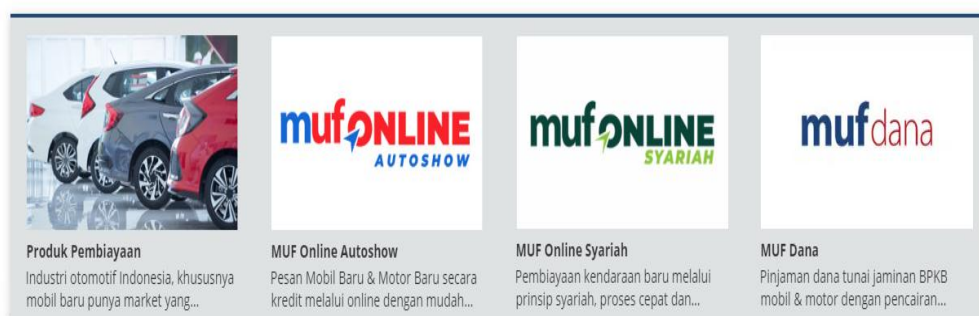 mufONLINE
AUTOSHOW
mufONLINE
SYARIAH
mufdana
Produk Pembiayaan
Industri otomotif Indonesia, khususnya
mobil baru punya market yang...
MUF Online Autoshow
Pesan Mobil Baru & Motor Baru secara
kredit melalui online dengan mudah...
MUF Online Syariah
Pembiayaan kendaraan baru melalui
prinsip syariah, proses cepat dan...
MUF Dana
Pinjaman dana tunai jaminan BPKB
mobil & motor dengan pencairan...